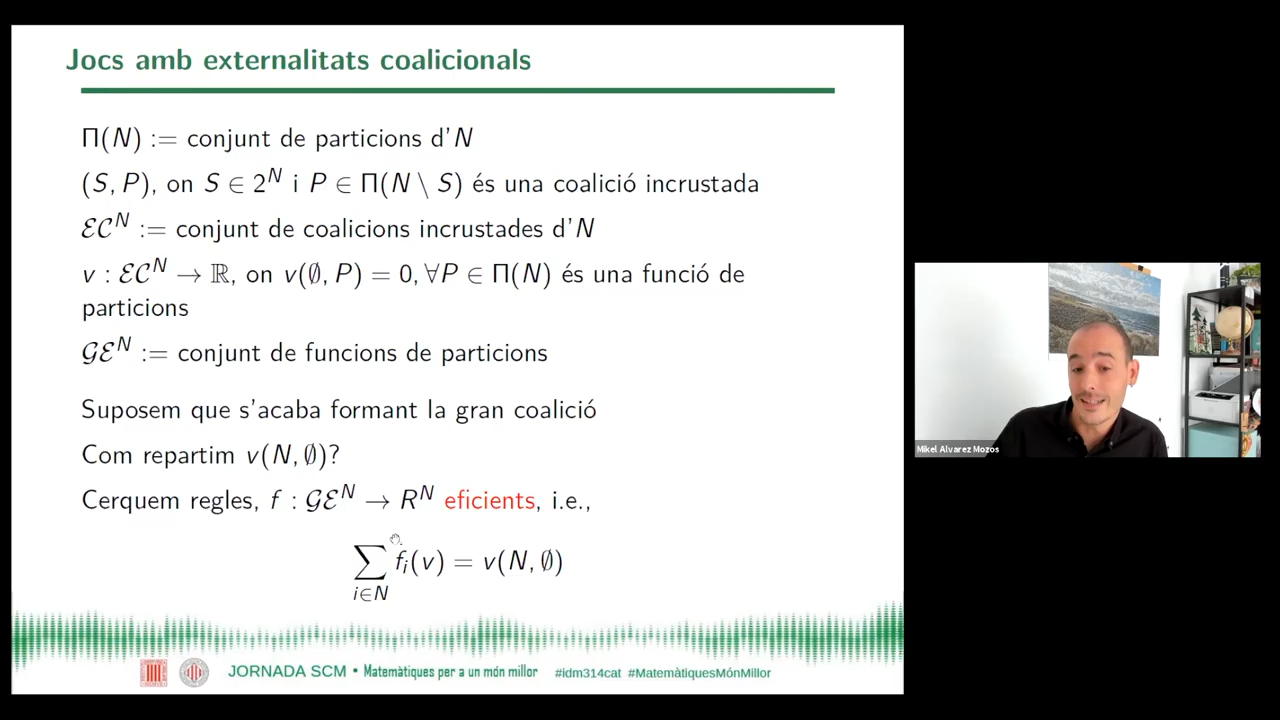 Jocs amb externalitats coalicionals
Π(N) := conjunt de particions d'N
(S, P), on S ∈ 2^N i P ∈ Π(N \ S) és una coalició incrustada
ℰ𝒞^N := conjunt de coalicions incrustades d'N
v : ℰ𝒞^N → ℝ, on v(∅, P) = 0, ∀P ∈ Π(N) és una funció de
particions
𝒢ℰ^N := conjunt de funcions de particions
Suposem que s'acaba formant la gran coalició
Com repartim v(N, ∅)?
Cerquem regles, f : 𝒢ℰ^N → R^N eficients, i.e.,
∑_{i∈N} f_i(v) = v(N, ∅)
JORNADA SCM • Matemàtiques per a un món millor #idm314cat #MatemàtiquesMónMillor
Mikel Alvarez Mozos